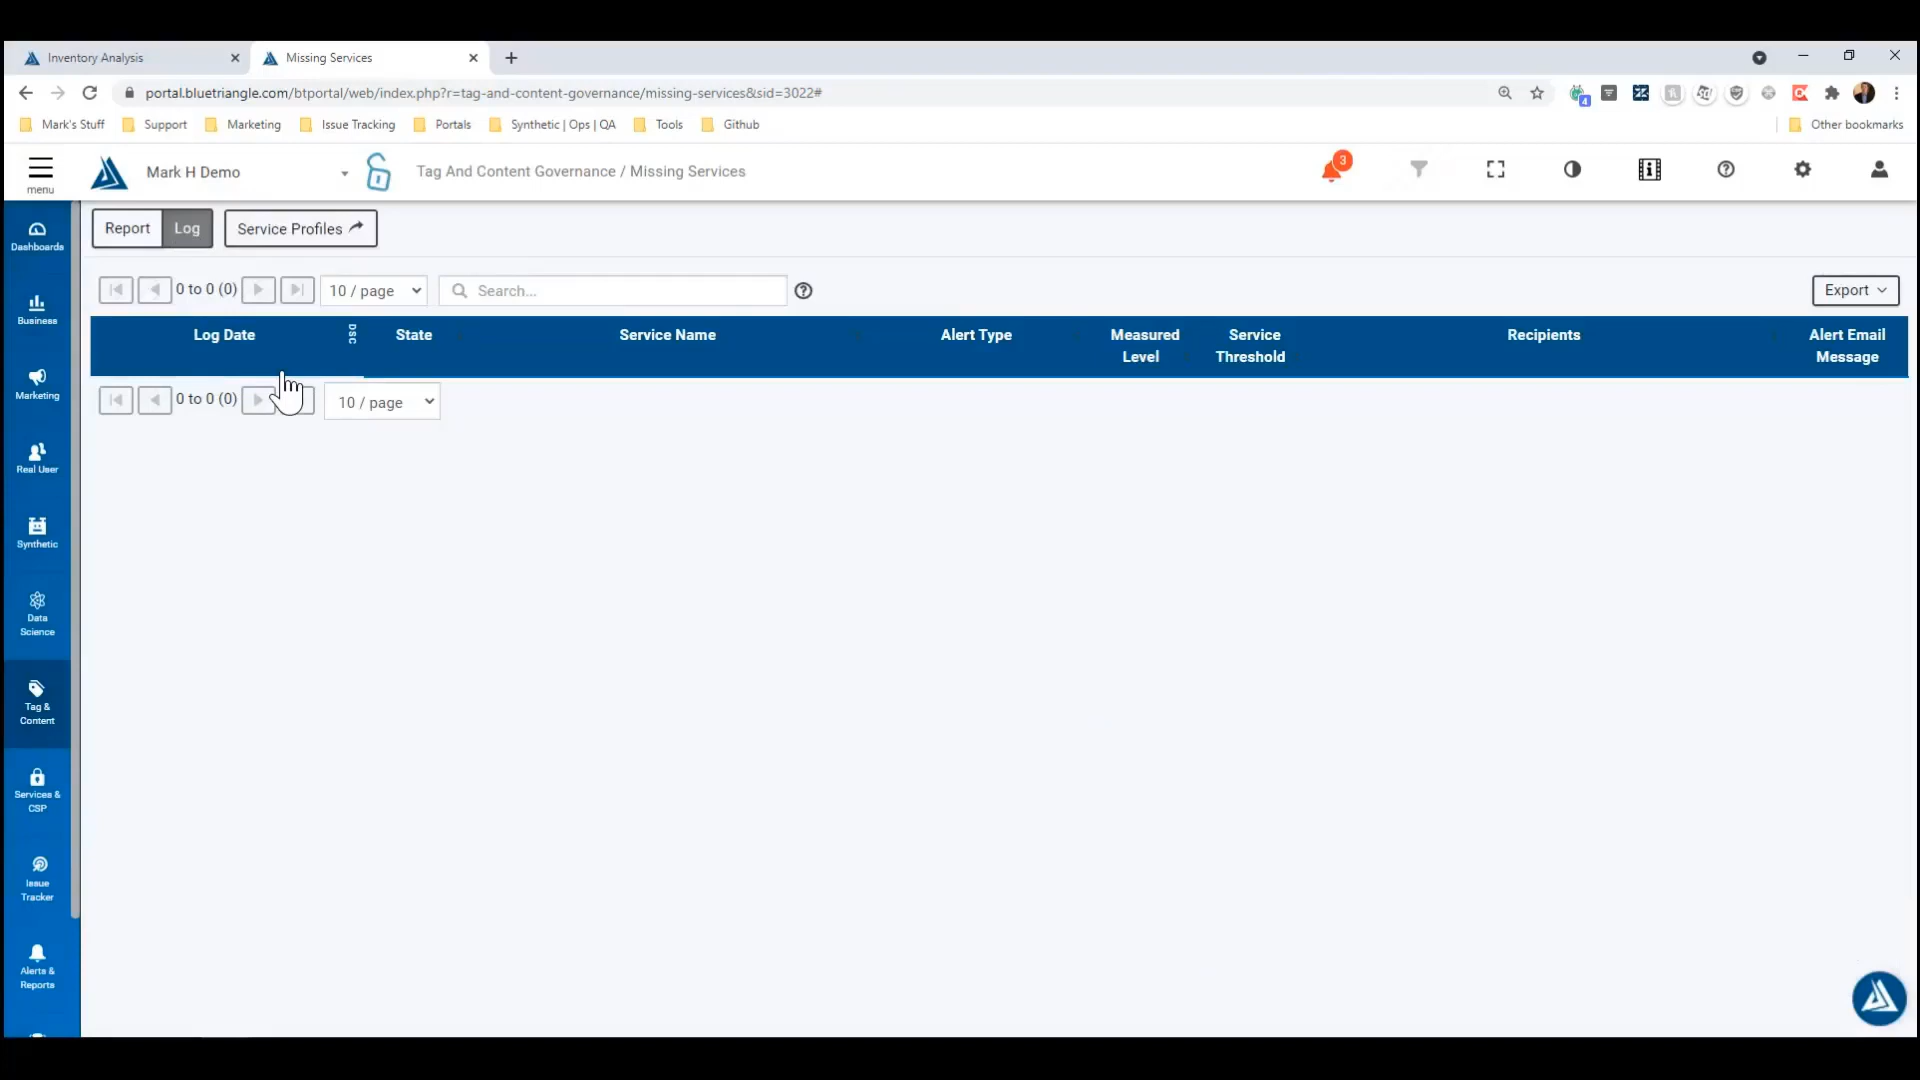 Inventory Analysis
Missing Services
portal.bluetriangle.com/btportal/web/index.php?r=tag-and-content-governance/missing-services&sid=3022#
4
Mark's Stuff
Support
Marketing
Issue Tracking
Portals
Synthetic | Ops | QA
Tools
Github
Other bookmarks
menu
Mark H Demo
Tag And Content Governance / Missing Services
3
Report
Log
Service Profiles
Dashboards
Business
Marketing
Real User
Synthetic
Data
Science
Tag &
Content
Services &
CSP
Issue
Tracker
Alerts &
Reports
0 to 0 (0)
10 / page
Search...
Export
Log Date
DSC
State
Service Name
Alert Type
Measured
Level
Service
Threshold
Recipients
Alert Email
Message
0 to 0 (0)
10 / page